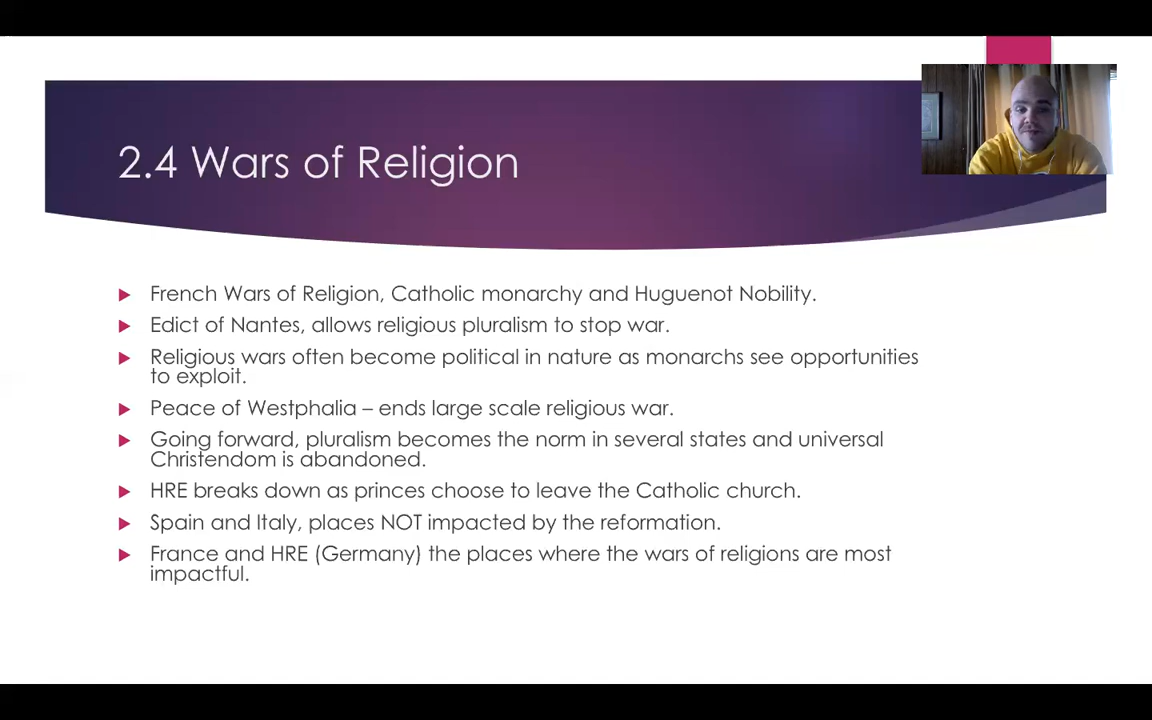 2.4 Wars of Religion
French Wars of Religion, Catholic monarchy and Huguenot Nobility.
Edict of Nantes, allows religious pluralism to stop war.
Religious wars often become political in nature as monarchs see opportunities
to exploit.
Peace of Westphalia – ends large scale religious war.
Going forward, pluralism becomes the norm in several states and universal
Christendom is abandoned.
HRE breaks down as princes choose to leave the Catholic church.
Spain and Italy, places NOT impacted by the reformation.
France and HRE (Germany) the places where the wars of religions are most
impactful.